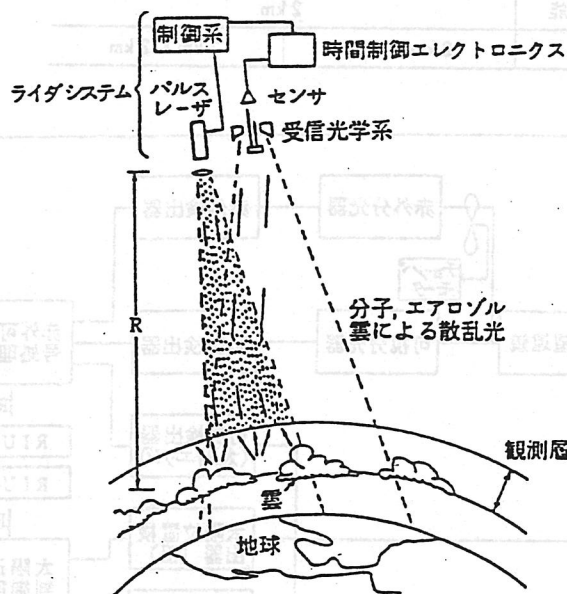 制御系
時間制御エレクトロニクス
ライダシステム
パルス
レーザ
センサ
受信光学系
R
分子,エアロゾル
雲による散乱光
観測層
雲
地球